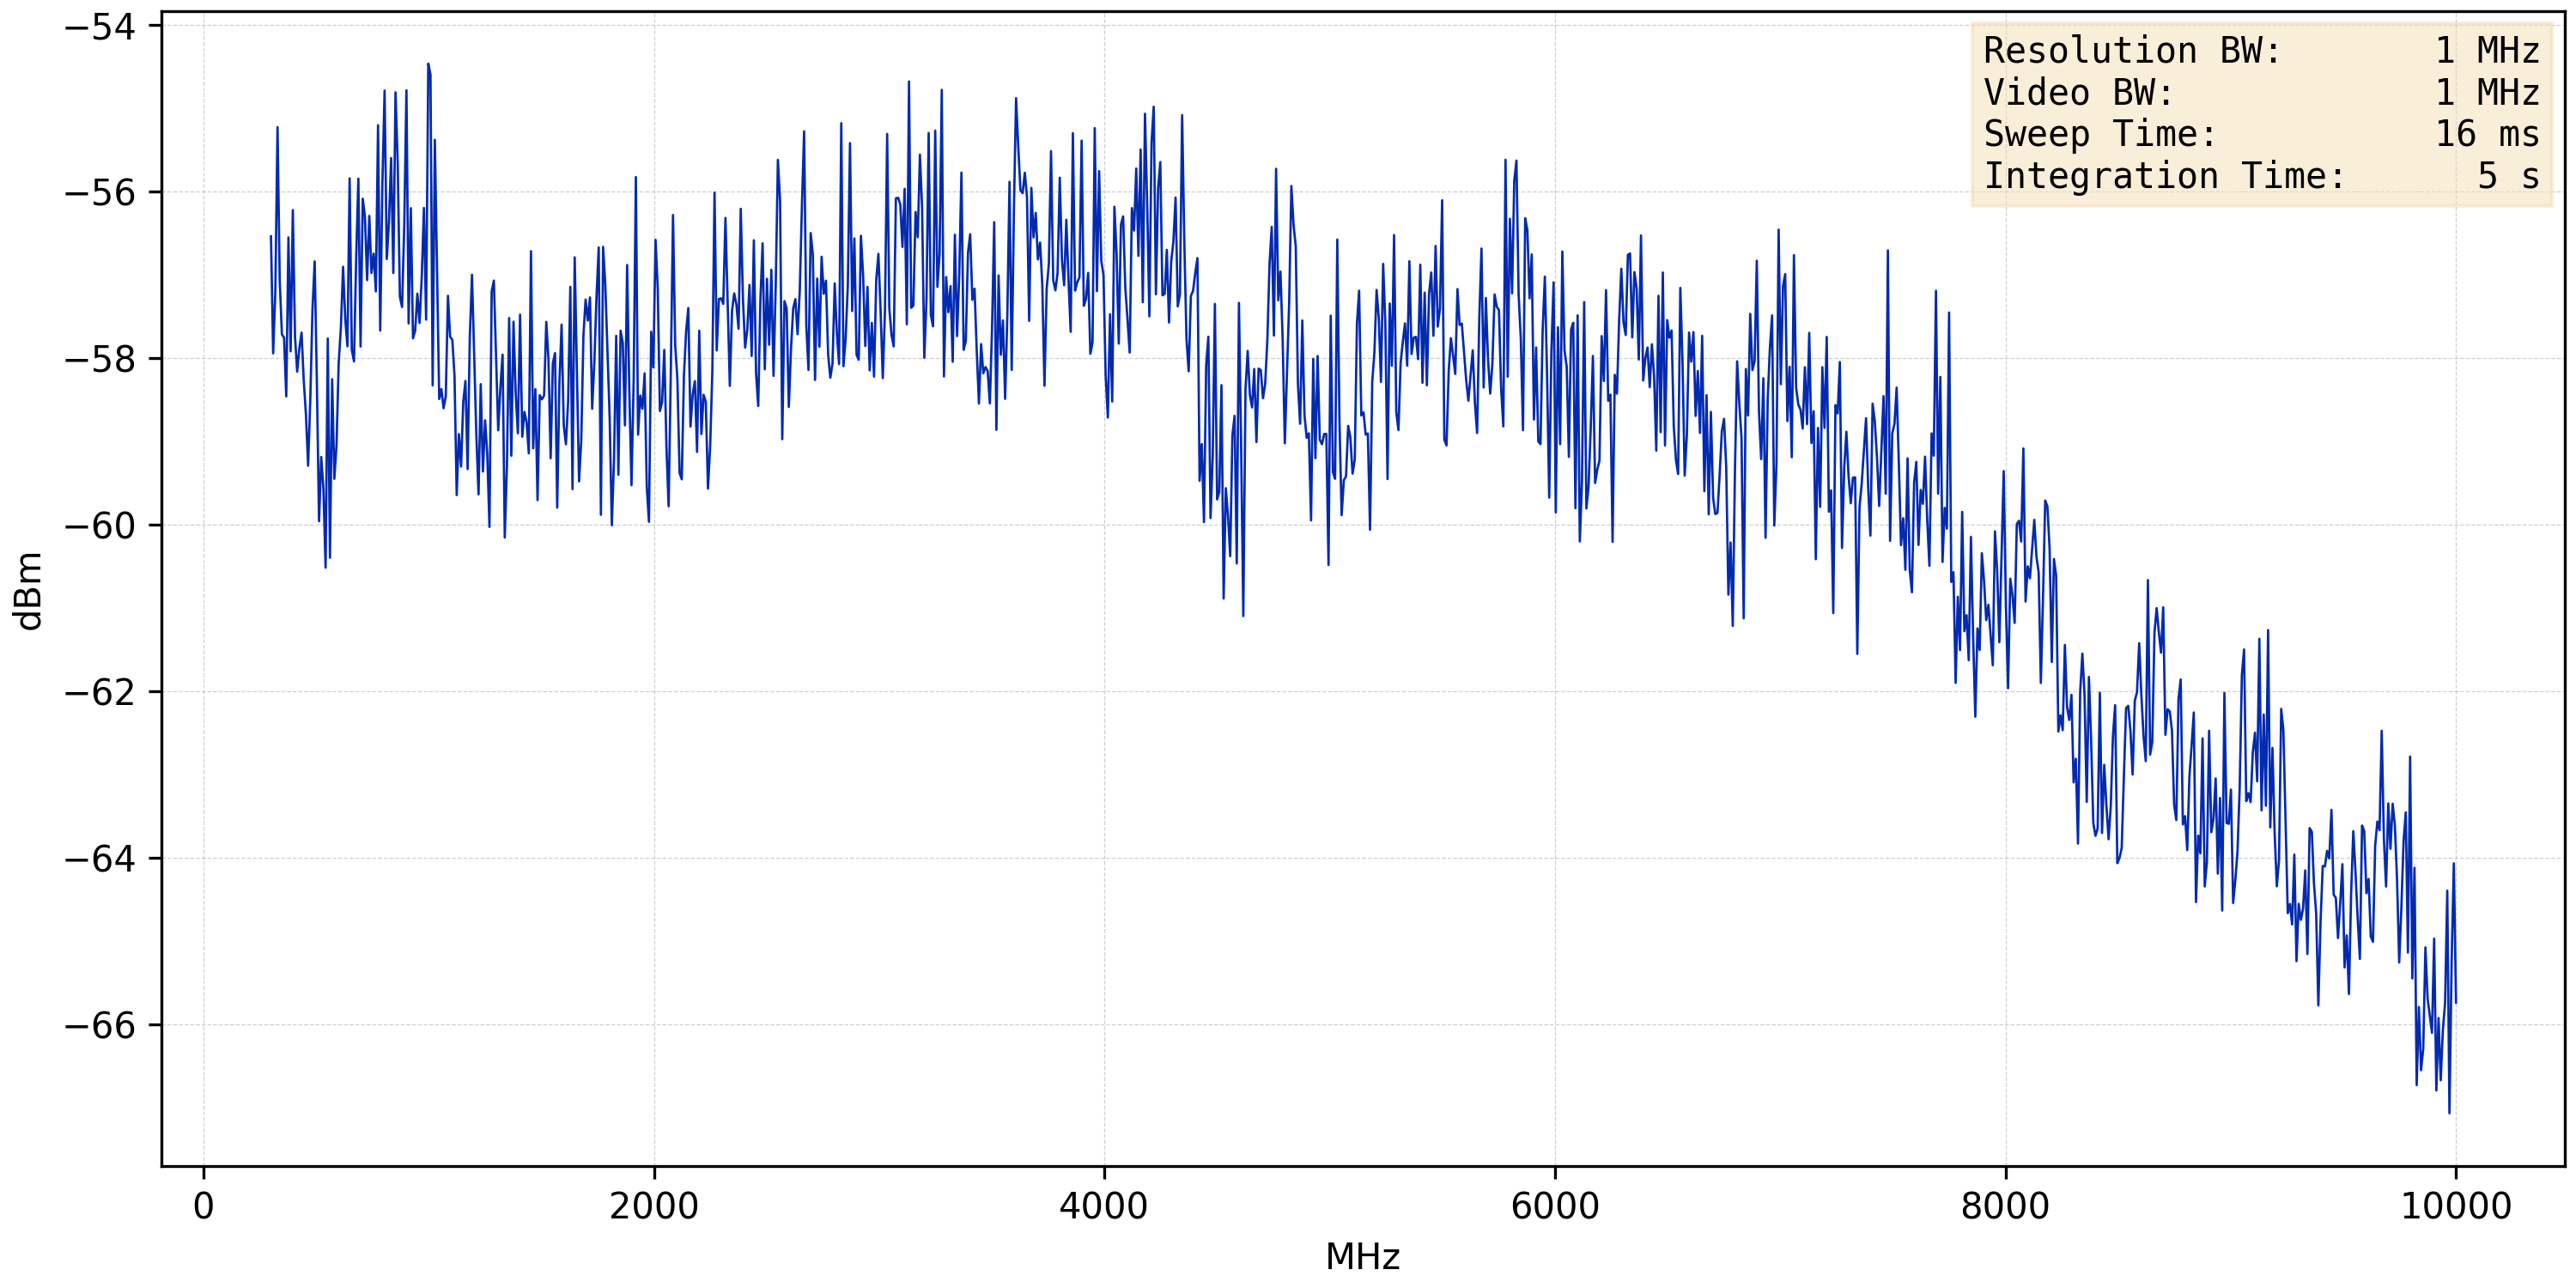 −54
−56
−58
−60
−62
−64
−66
dBm
0 2000 4000 6000 8000 10000
MHz
Resolution BW: 1 MHz
Video BW: 1 MHz
Sweep Time: 16 ms
Integration Time: 5 s